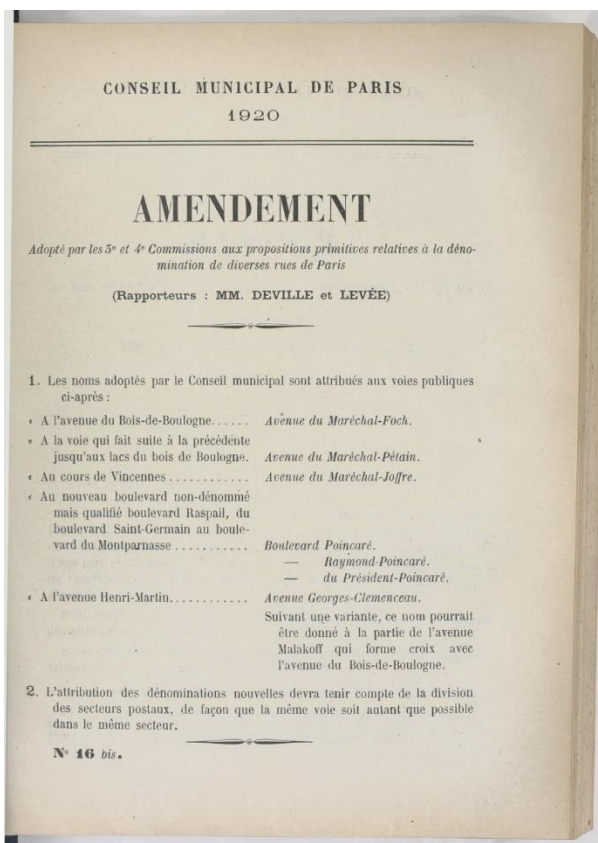 CONSEIL MUNICIPAL DE PARIS
1920
AMENDEMENT
Adopté par les 3e et 4e Commissions aux propositions primitives relatives à la déno-
mination de diverses rues de Paris
(Rapporteurs : MM. DEVILLE et LEVÉE)
1. Les noms adoptés par le Conseil municipal sont attribués aux voies publiques
ci-après :
« A l'avenue du Bois-de-Boulogne...... Avenue du Maréchal-Foch.
« A la voie qui fait suite à la précédente
jusqu'aux lacs du bois de Boulogne. Avenue du Maréchal-Pétain.
« Au cours de Vincennes ............ Avenue du Maréchal-Joffre.
« Au nouveau boulevard non-dénommé
mais qualifié boulevard Raspail, du
boulevard Saint-Germain au boule-
vard du Montparnasse ........... Boulevard Poincaré.
— Raymond-Poincaré.
— du Président-Poincaré.
« A l'avenue Henri-Martin............ Avenue Georges-Clemenceau.
Suivant une variante, ce nom pourrait
être donné à la partie de l'avenue
Malakoff qui forme croix avec
l'avenue du Bois-de-Boulogne.
2. L'attribution des dénominations nouvelles devra tenir compte de la division
des secteurs postaux, de façon que la même voie soit autant que possible
dans le même secteur.
No 16 bis.